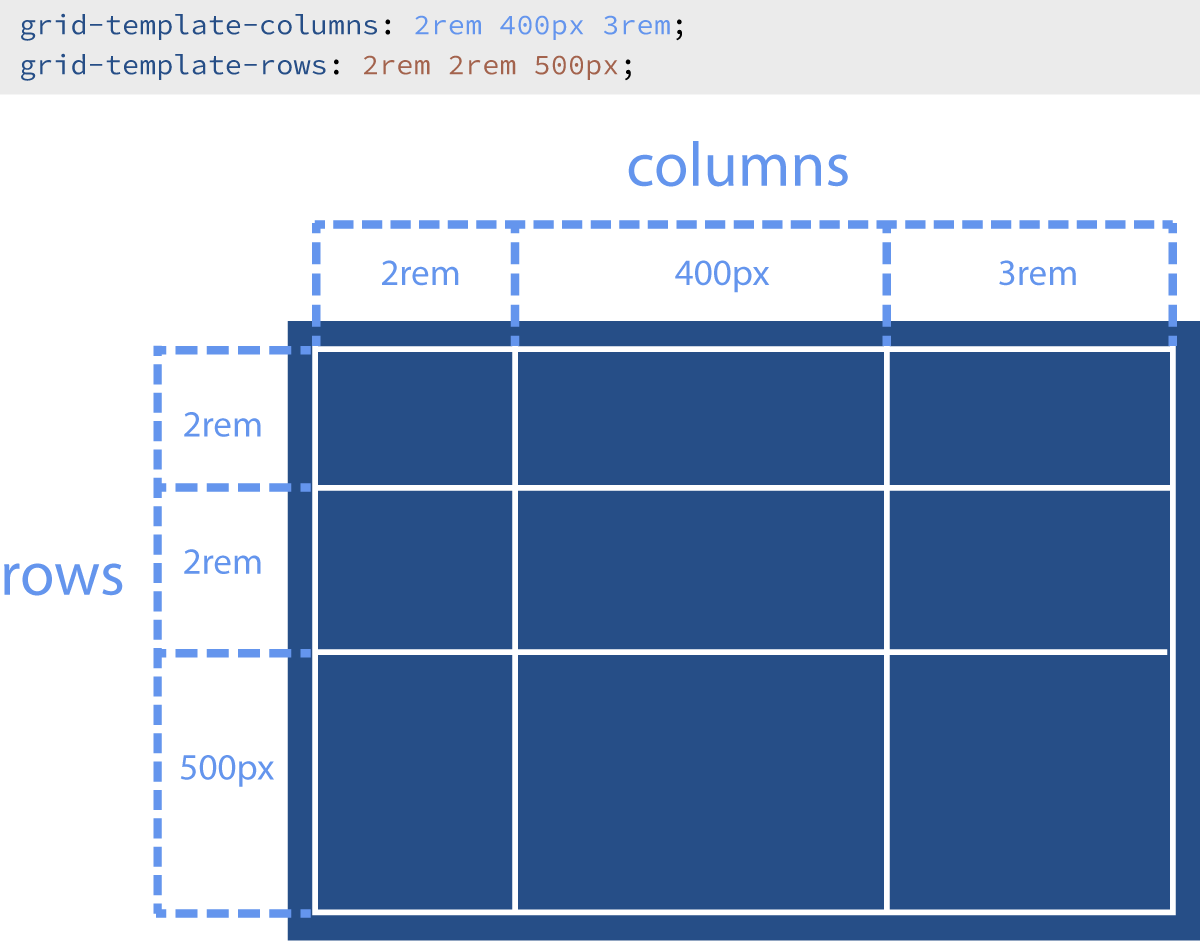 grid-template-columns: 2rem 400px 3rem;
grid-template-rows: 2rem 2rem 500px;
columns
2rem 400px 3rem
2rem
2rem
rows
500px